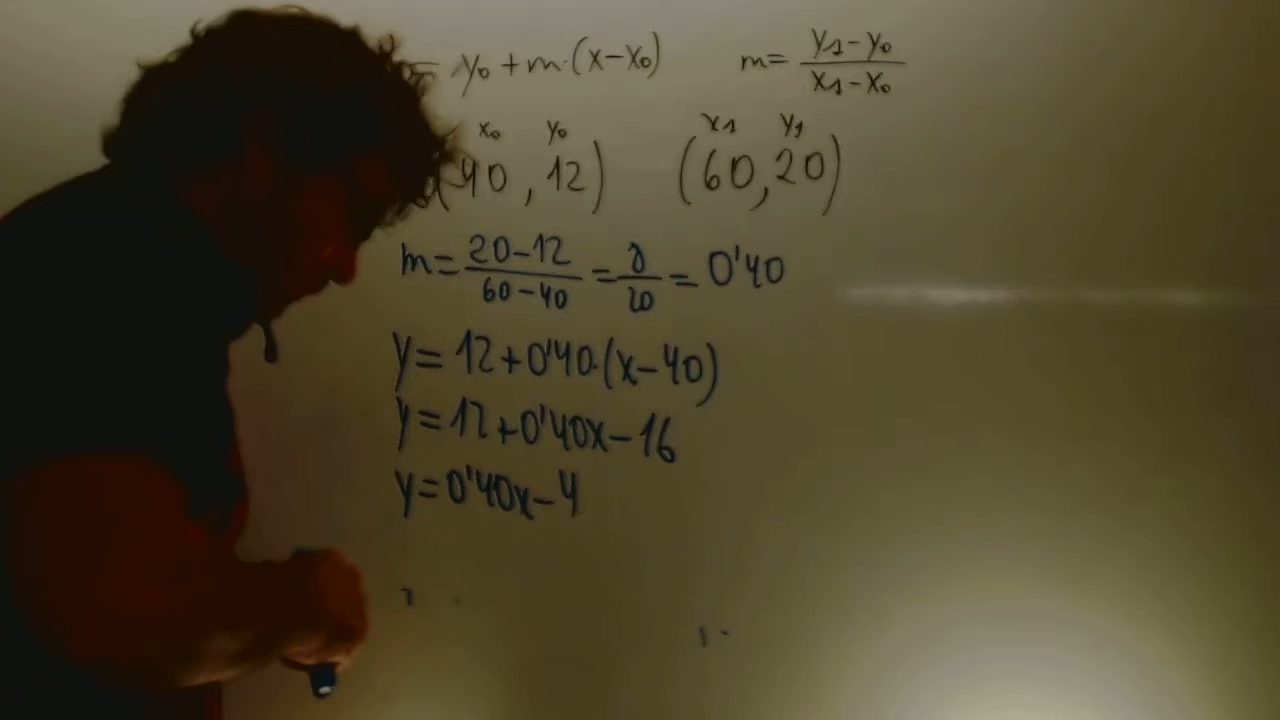 = y₀ + m·(x-x₀) m= y₁-y₀ / x₁-x₀
x₀ y₀ x₁ y₁
(40, 12) (60,20)
m= 20-12 / 60-40 = 8 / 20 = 0'40
y= 12+0'40·(x-40)
y= 12+0'40x-16
y=0'40x-4